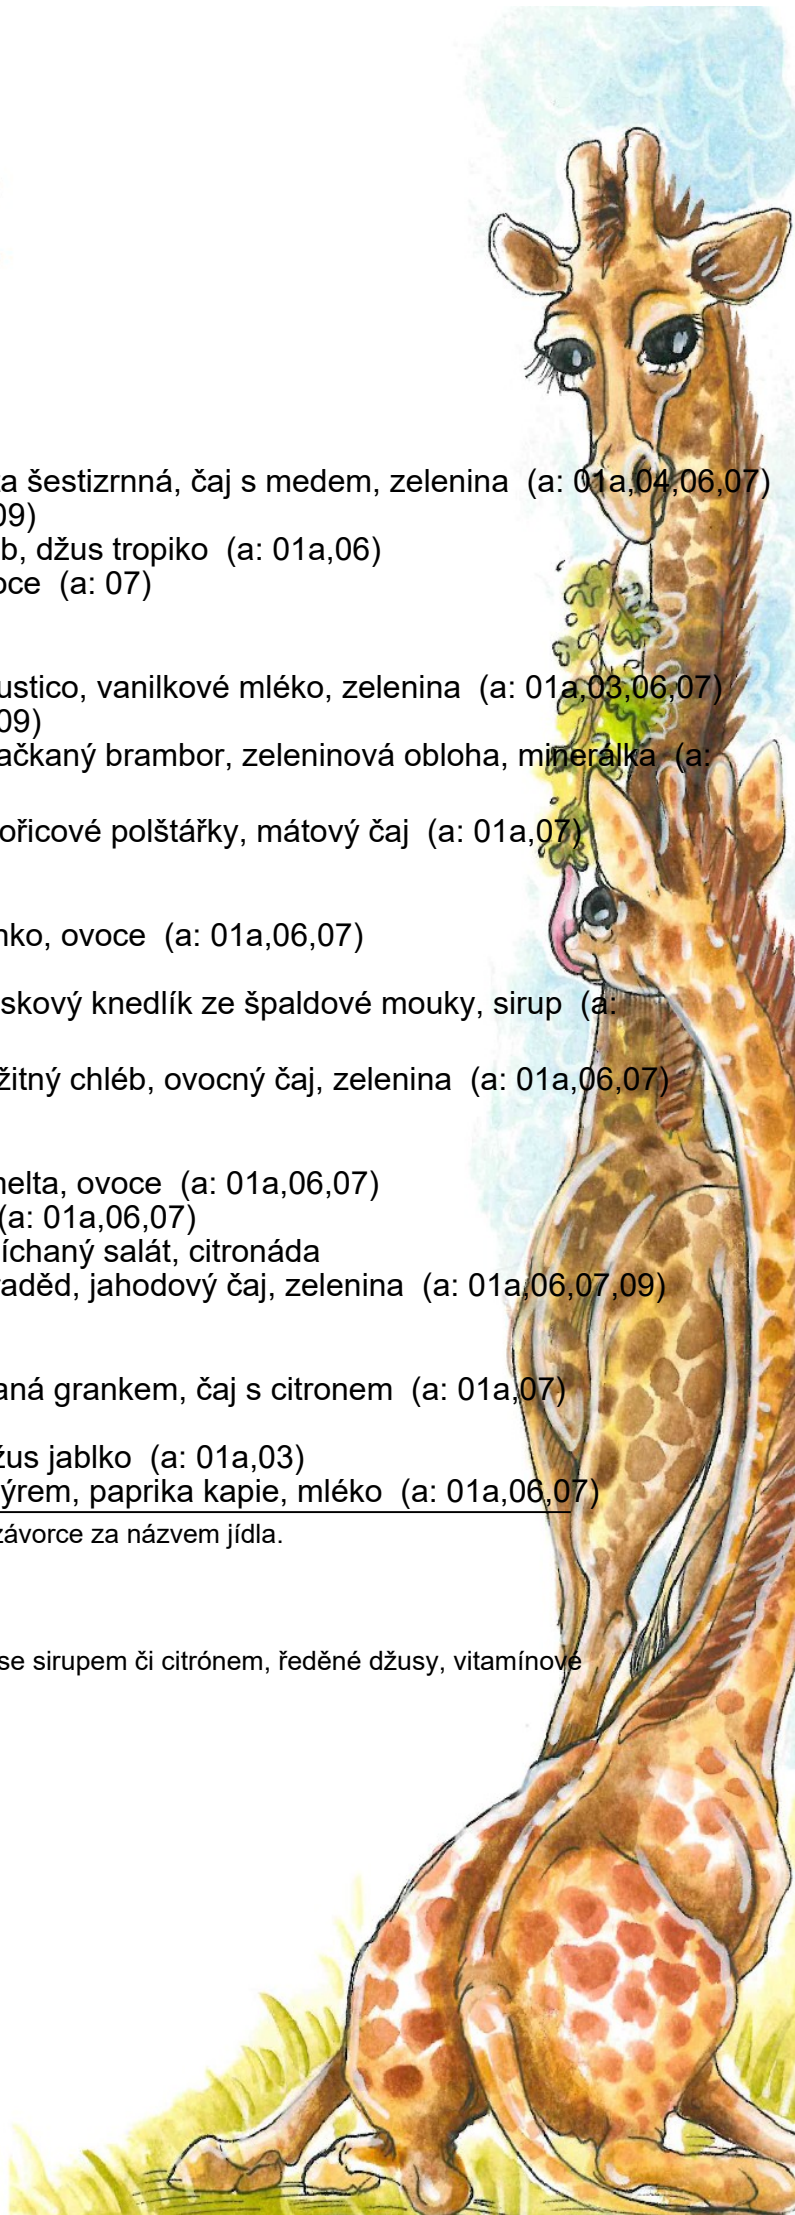 a šestizrnná, čaj s medem, zelenina (a: 01a,04,06,07)
09)
b, džus tropiko (a: 01a,06)
oce (a: 07)
ustico, vanilkové mléko, zelenina (a: 01a,03,06,07)
09)
ačkaný brambor, zeleninová obloha, minerálka (a:
ořicové polštářky, mátový čaj (a: 01a,07)
nko, ovoce (a: 01a,06,07)
skový knedlík ze špaldové mouky, sirup (a:
žitný chléb, ovocný čaj, zelenina (a: 01a,06,07)
melta, ovoce (a: 01a,06,07)
(a: 01a,06,07)
íchaný salát, citronáda
raděd, jahodový čaj, zelenina (a: 01a,06,07,09)
aná grankem, čaj s citronem (a: 01a,07)
žus jablko (a: 01a,03)
ýrem, paprika kapie, mléko (a: 01a,06,07)
závorce za názvem jídla.
se sirupem či citrónem, ředěné džusy, vitamínové